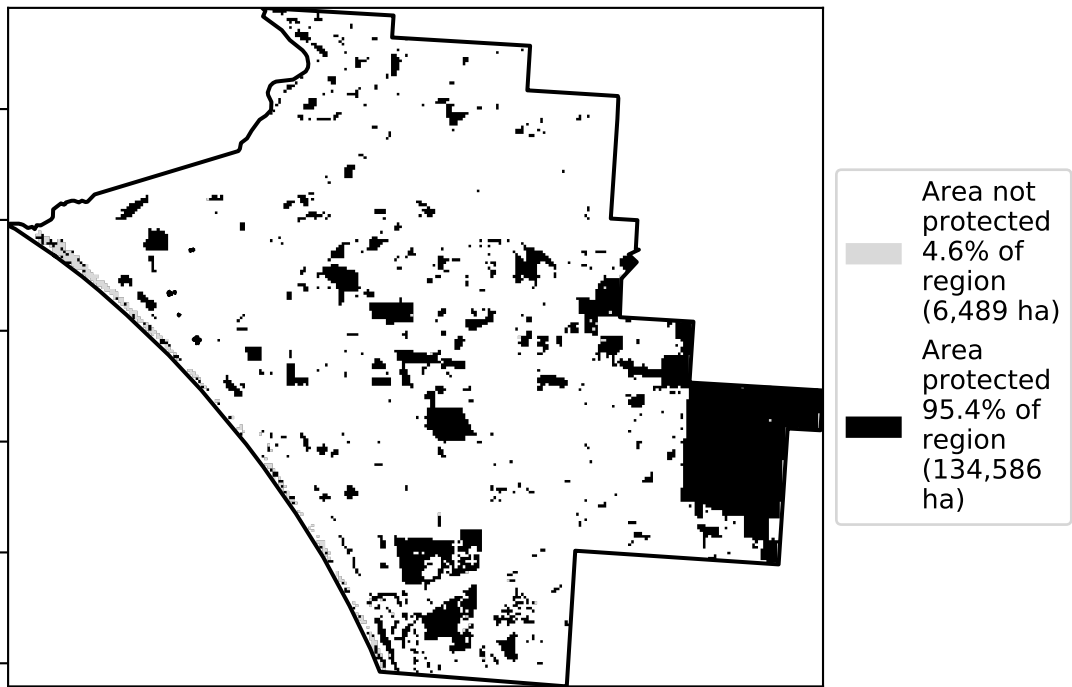 Area not
protected
4.6% of
region
(6,489 ha)
Area
protected
95.4% of
region
(134,586
ha)